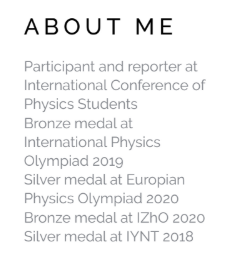 ABOUT ME
Participant and reporter at
International Conference of
Physics Students
Bronze medal at
International Physics
Olympiad 2019
Silver medal at Europian
Physics Olympiad 2020
Bronze medal at IZhO 2020
Silver medal at IYNT 2018